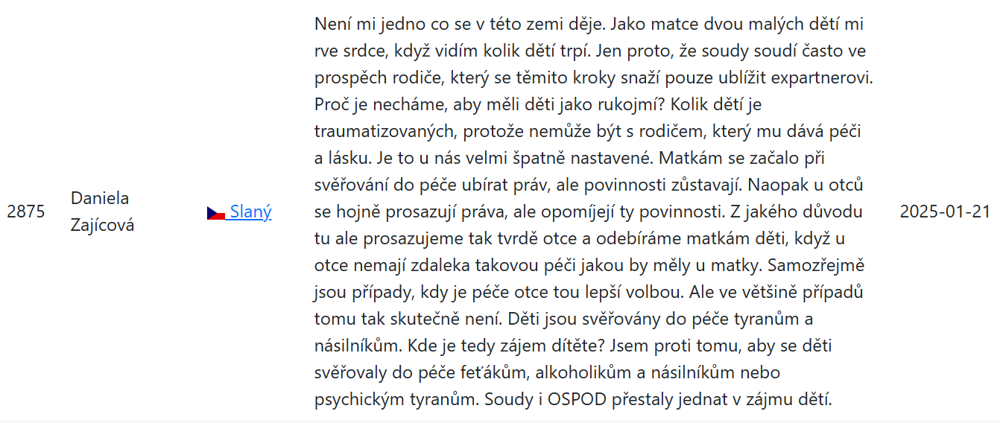 Není mi jedno co se v této zemi děje. Jako matce dvou malých dětí mi
rve srdce, když vidím kolik dětí trpí. Jen proto, že soudy soudí často ve
prospěch rodiče, který se těmito kroky snaží pouze ublížit expartnerovi.
Proč je necháme, aby měli děti jako rukojmí? Kolik dětí je
traumatizovaných, protože nemůže být s rodičem, který mu dává péči
a lásku. Je to u nás velmi špatně nastavené. Matkám se začalo při
svěřování do péče ubírat práv, ale povinnosti zůstavají. Naopak u otců
se hojně prosazují práva, ale opomíjejí ty povinnosti. Z jakého důvodu
tu ale prosazujeme tak tvrdě otce a odebíráme matkám děti, když u
otce nemají zdaleka takovou péči jakou by měly u matky. Samozřejmě
jsou případy, kdy je péče otce tou lepší volbou. Ale ve většině případů
tomu tak skutečně není. Děti jsou svěřovány do péče tyranům a
násilníkům. Kde je tedy zájem dítěte? Jsem proti tomu, aby se děti
svěřovaly do péče feťákům, alkoholikům a násilníkům nebo
psychickým tyranům. Soudy i OSPOD přestaly jednat v zájmu dětí.
2875
Daniela
Zajícová
Slaný
2025-01-21